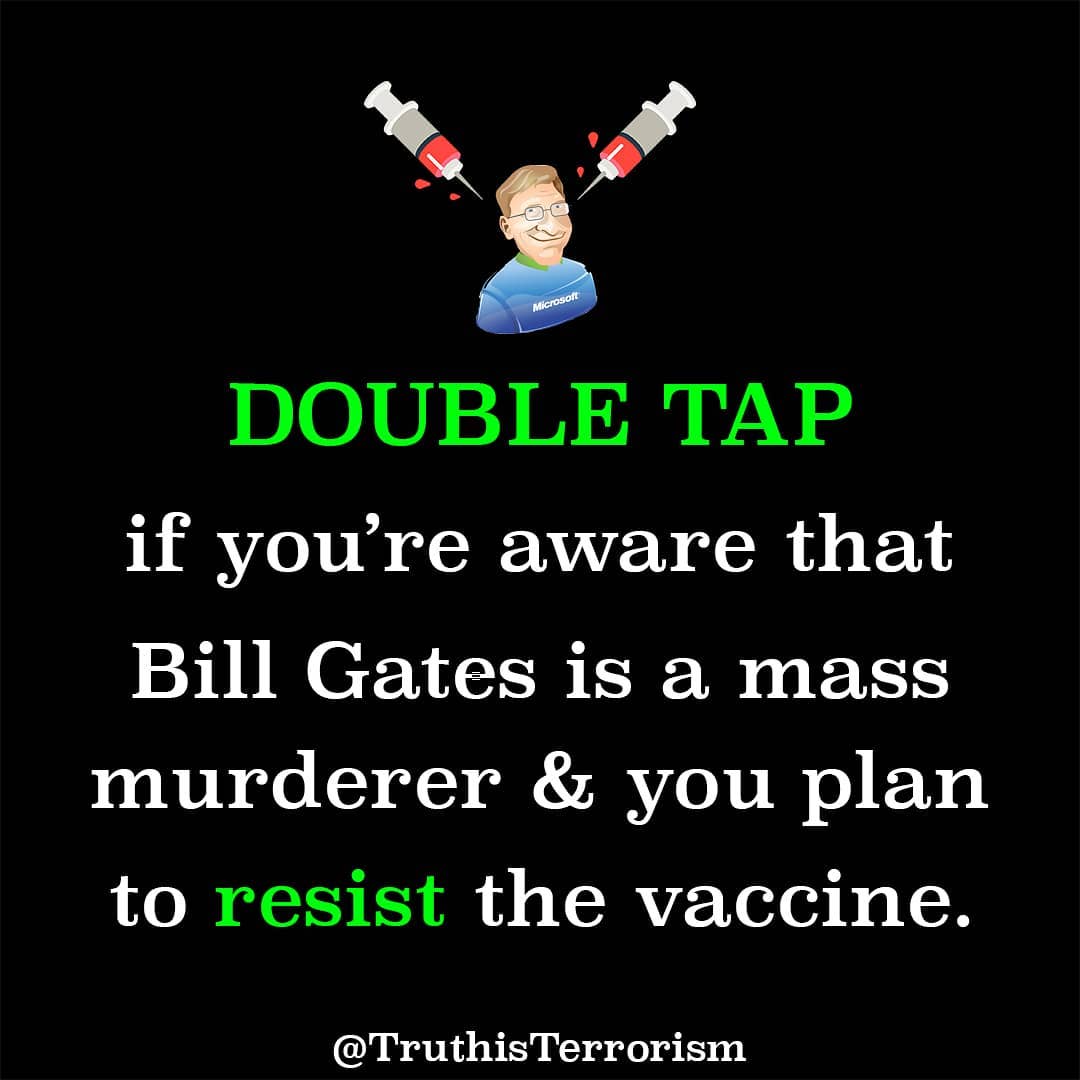 Microsoft
DOUBLE TAP
if you're aware that
Bill Gates is a mass
murderer & you plan
to resist the vaccine.
@TruthisTerrorism